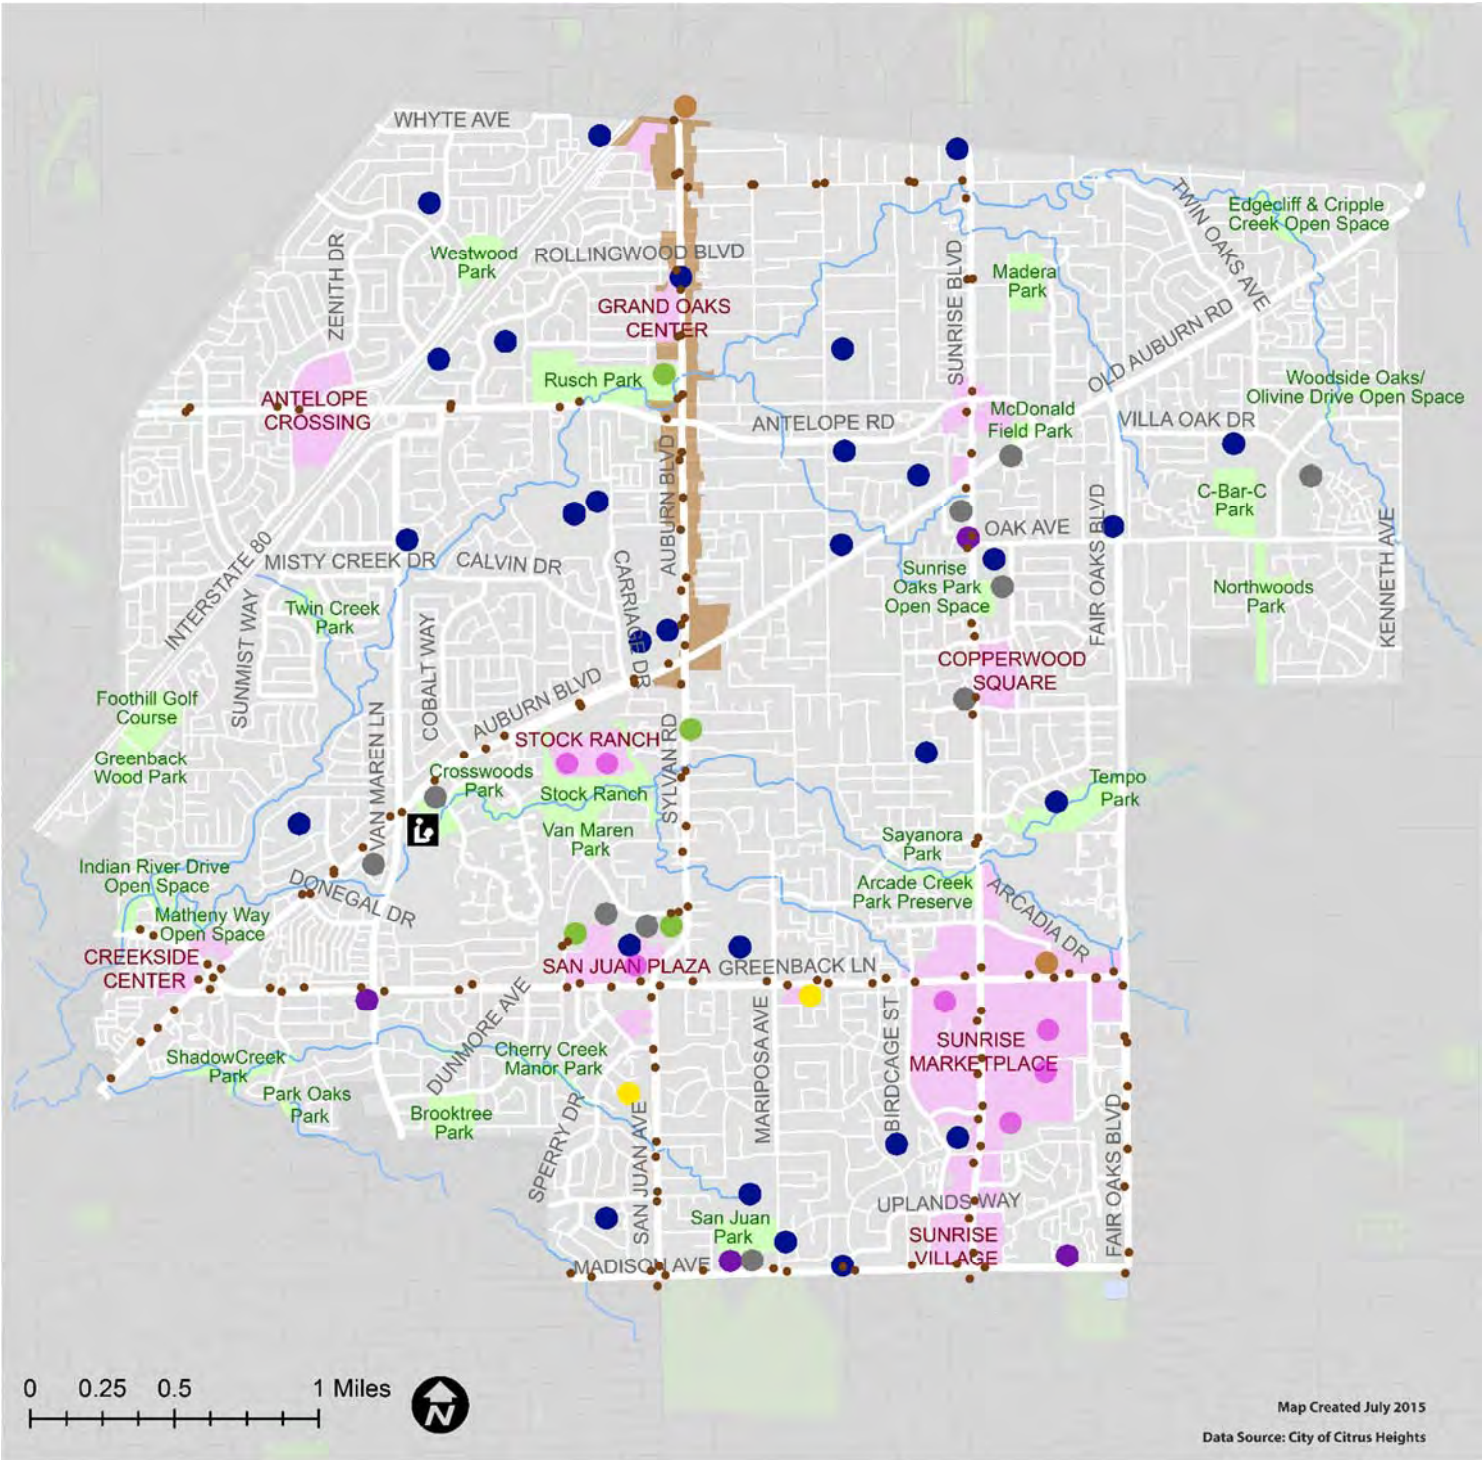 WHYTE AVE
TWIN OAKS AVE
Edgecliff & Cripple
Creek Open Space
ZENITH DR
Westwood
Park
ROLLINGWOOD BLVD
SUNRISE BLVD
Madera
Park
GRAND OAKS
CENTER
OLD AUBURN RD
Rusch Park
Woodside Oaks/
Olivine Drive Open Space
ANTELOPE
CROSSING
ANTELOPE RD
McDonald
Field Park
VILLA OAK DR
AUBURN BLVD
C-Bar-C
Park
FAIR OAKS BLVD
OAK AVE
KENNETH AVE
INTERSTATE 80
MISTY CREEK DR
CALVIN DR
CARRIAGE DR
Sunrise
Oaks Park
Open Space
Northwoods
Park
Twin Creek
Park
SUNMIST WAY
COBALT WAY
COPPERWOOD
SQUARE
Foothill Golf
Course
AUBURN BLVD
VAN MAREN LN
STOCK RANCH
SYLVAN RD
Greenback
Wood Park
Crosswoods
Park
Stock Ranch
Tempo
Park
Van Maren
Park
Sayanora
Park
Indian River Drive
Open Space
DONEGAL DR
Arcade Creek
Park Preserve
ARCADIA DR
Matheny Way
Open Space
CREEKSIDE
CENTER
SAN JUAN PLAZA
GREENBACK LN
DUNMORE AVE
MARIPOSA AVE
BIRDCAGE ST
SUNRISE
MARKETPLACE
ShadowCreek
Park
Cherry Creek
Manor Park
Park Oaks
Park
Brooktree
Park
SPERRY DR
SAN JUAN AVE
FAIR OAKS BLVD
UPLANDS WAY
San Juan
Park
SUNRISE
VILLAGE
MADISON AVE
0 0.25 0.5 1 Miles
N
Map Created July 2015
Data Source: City of Citrus Heights